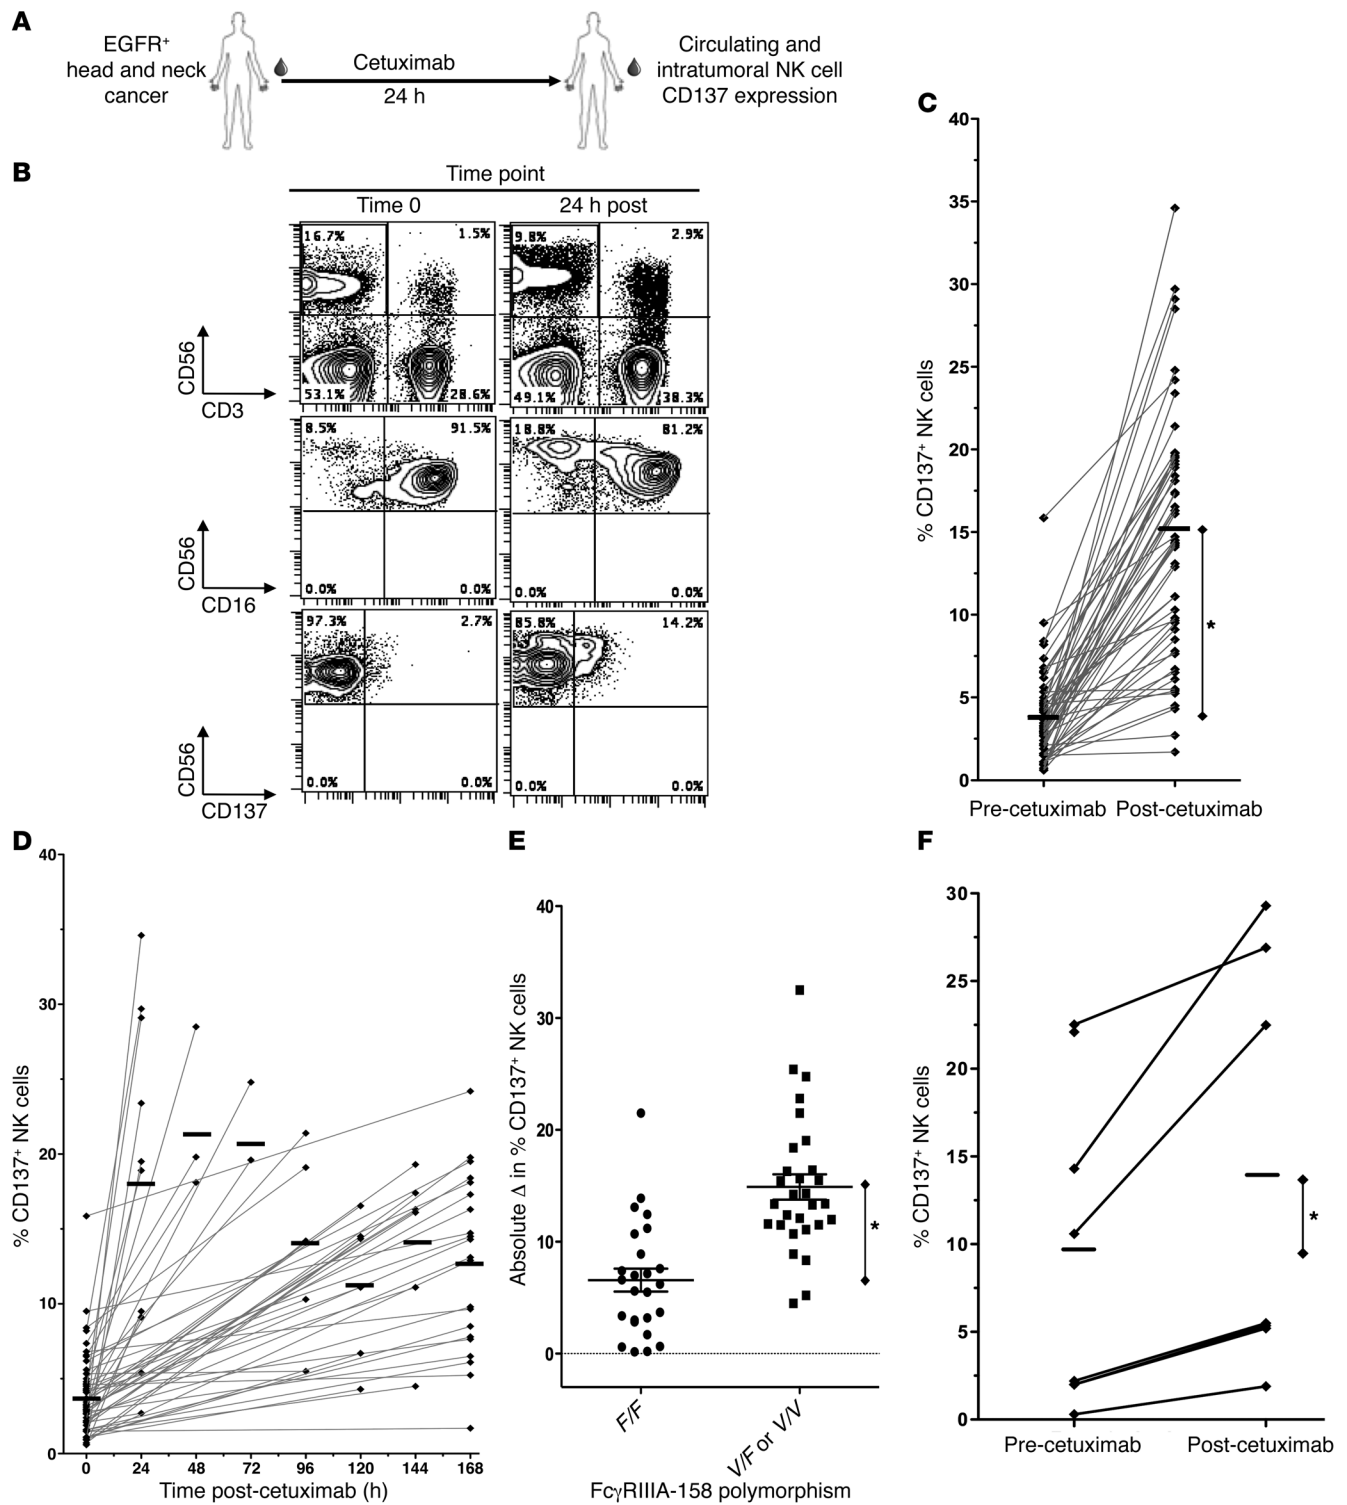 A
EGFR⁺
head and neck
cancer
Cetuximab
24 h
Circulating and
intratumoral NK cell
CD137 expression
B
Time point
Time 0
24 h post
16.7%
1.5%
53.1%
28.6%
9.8%
2.9%
49.1%
38.3%
CD56
CD3
8.5%
91.5%
0.0%
0.0%
18.8%
81.2%
0.0%
0.0%
CD56
CD16
97.3%
2.7%
0.0%
0.0%
85.8%
14.2%
0.0%
0.0%
CD56
CD137
C
40
35
30
25
20
15
10
5
0
% CD137⁺ NK cells
*
Pre-cetuximab
Post-cetuximab
D
40
30
20
10
0
% CD137⁺ NK cells
0
24
48
72
96
120
144
168
Time post-cetuximab (h)
E
40
30
20
10
0
Absolute Δ in % CD137⁺ NK cells
*
F/F
V/F or V/V
FcγRIIIA-158 polymorphism
F
30
25
20
15
10
5
0
% CD137⁺ NK cells
*
Pre-cetuximab
Post-cetuximab